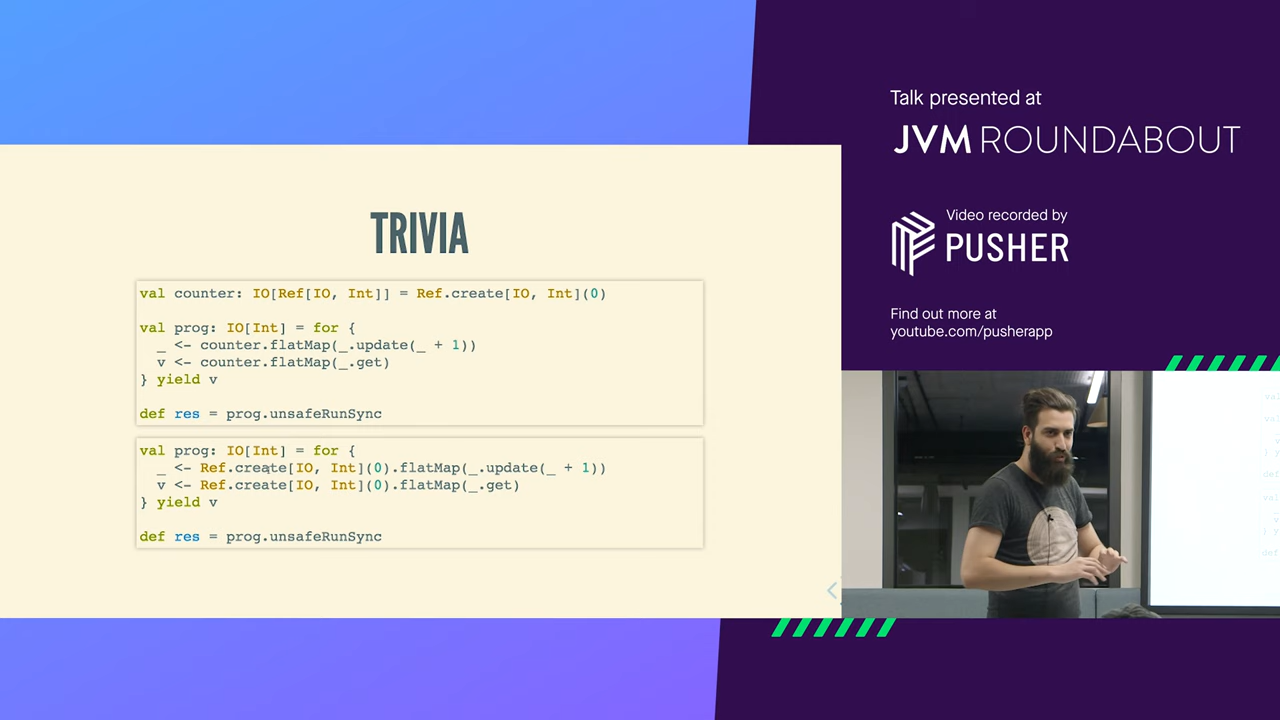 TRIVIA
val counter: IO[Ref[IO, Int]] = Ref.create[IO, Int](0)
val prog: IO[Int] = for {
_ <- counter.flatMap(_.update(_ + 1))
v <- counter.flatMap(_.get)
} yield v
def res = prog.unsafeRunSync
val prog: IO[Int] = for {
_ <- Ref.create[IO, Int](0).flatMap(_.update(_ + 1))
v <- Ref.create[IO, Int](0).flatMap(_.get)
} yield v
def res = prog.unsafeRunSync
Talk presented at
JVM ROUNDABOUT
Video recorded by
PUSHER
Find out more at
youtube.com/pusherapp